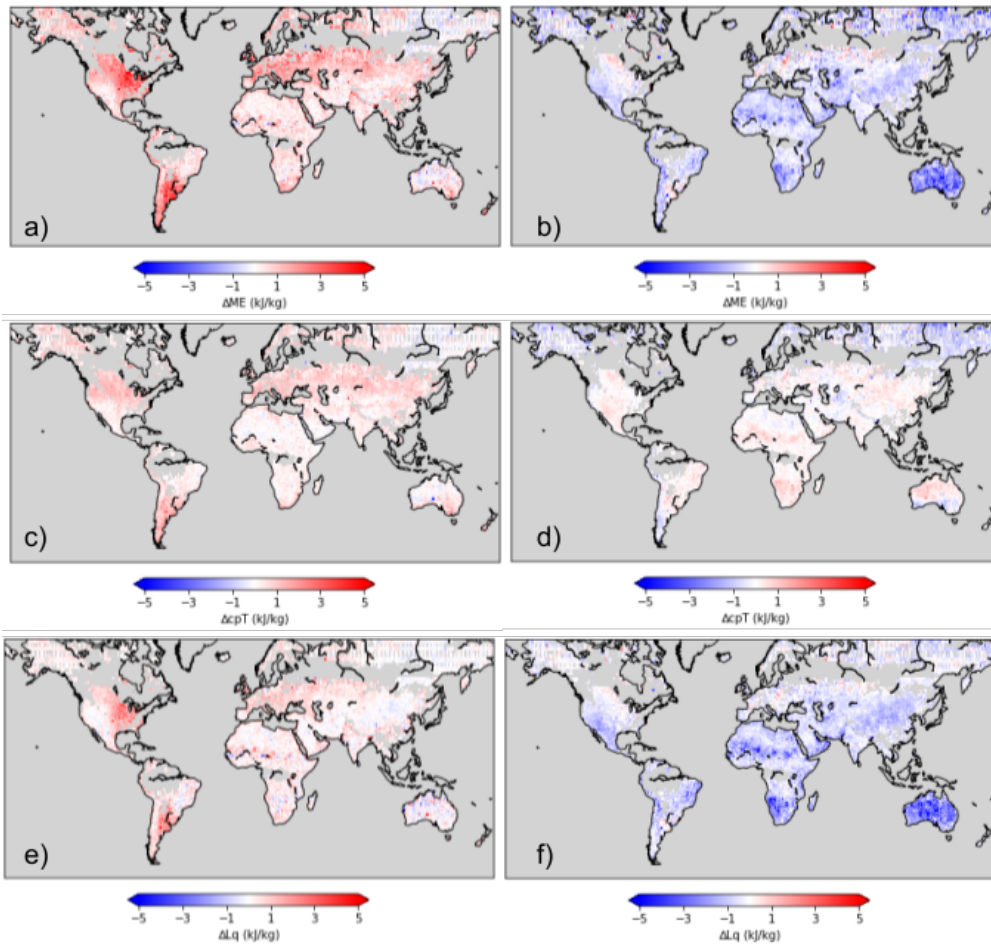 a)
b)
−5 −3 −1 1 3 5
−5 −3 −1 1 3 5
ΔME (kJ/kg)
ΔME (kJ/kg)
c)
d)
−5 −3 −1 1 3 5
−5 −3 −1 1 3 5
ΔcpT (kJ/kg)
ΔcpT (kJ/kg)
e)
f)
−5 −3 −1 1 3 5
−5 −3 −1 1 3 5
ΔLq (kJ/kg)
ΔLq (kJ/kg)